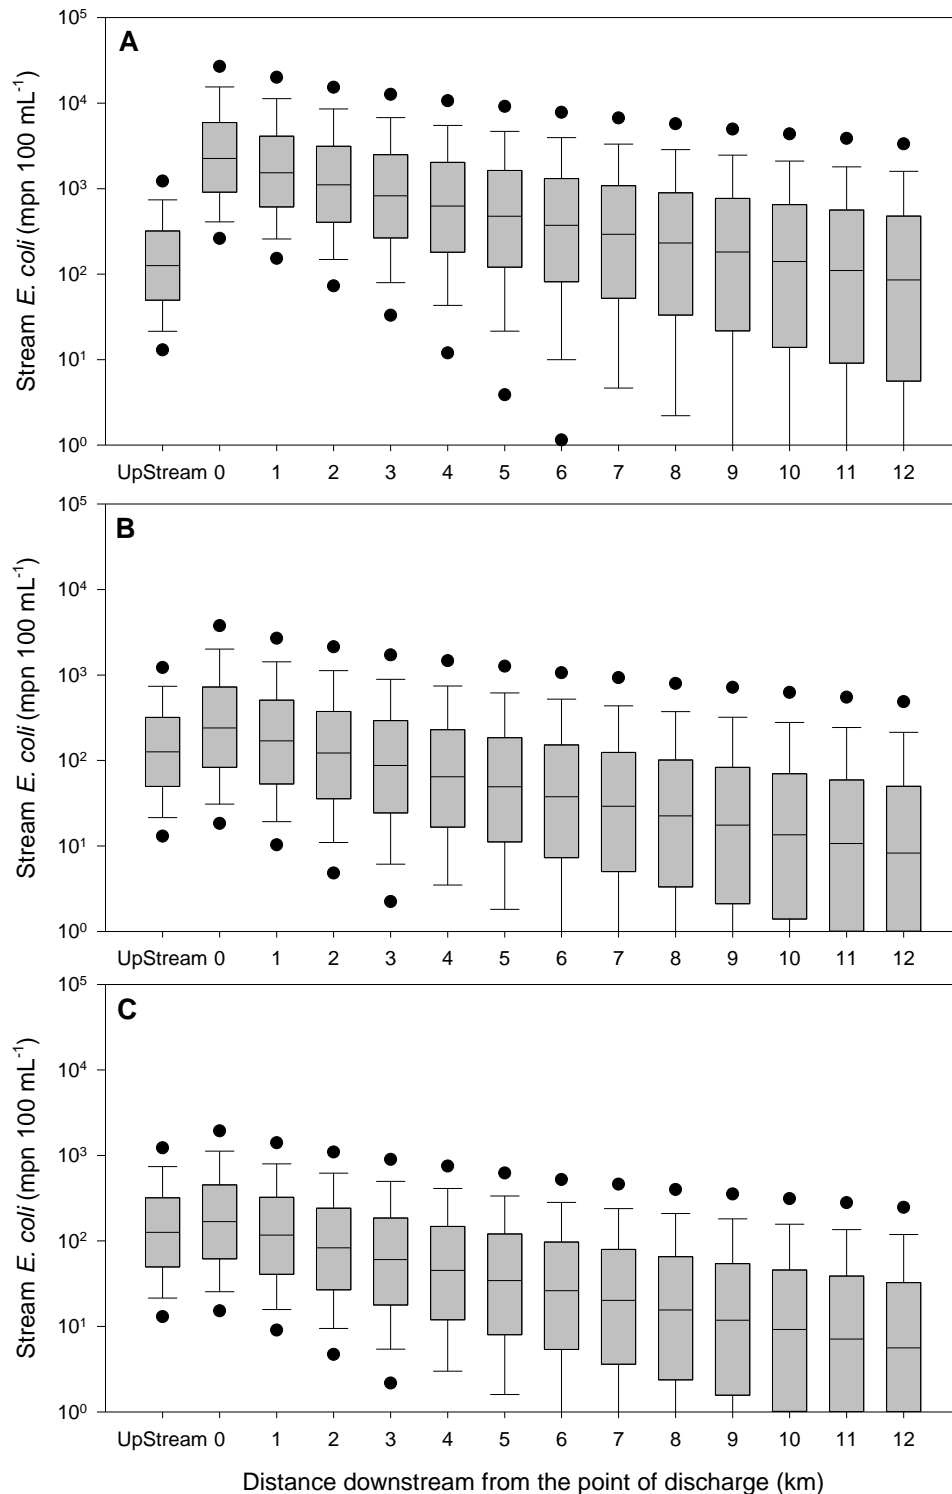 A
Stream E. coli (mpn 100 mL⁻¹)
10⁵
10⁴
10³
10²
10¹
10⁰
UpStream 0 1 2 3 4 5 6 7 8 9 10 11 12
B
Stream E. coli (mpn 100 mL⁻¹)
10⁵
10⁴
10³
10²
10¹
10⁰
UpStream 0 1 2 3 4 5 6 7 8 9 10 11 12
C
Stream E. coli (mpn 100 mL⁻¹)
10⁵
10⁴
10³
10²
10¹
10⁰
UpStream 0 1 2 3 4 5 6 7 8 9 10 11 12
Distance downstream from the point of discharge (km)